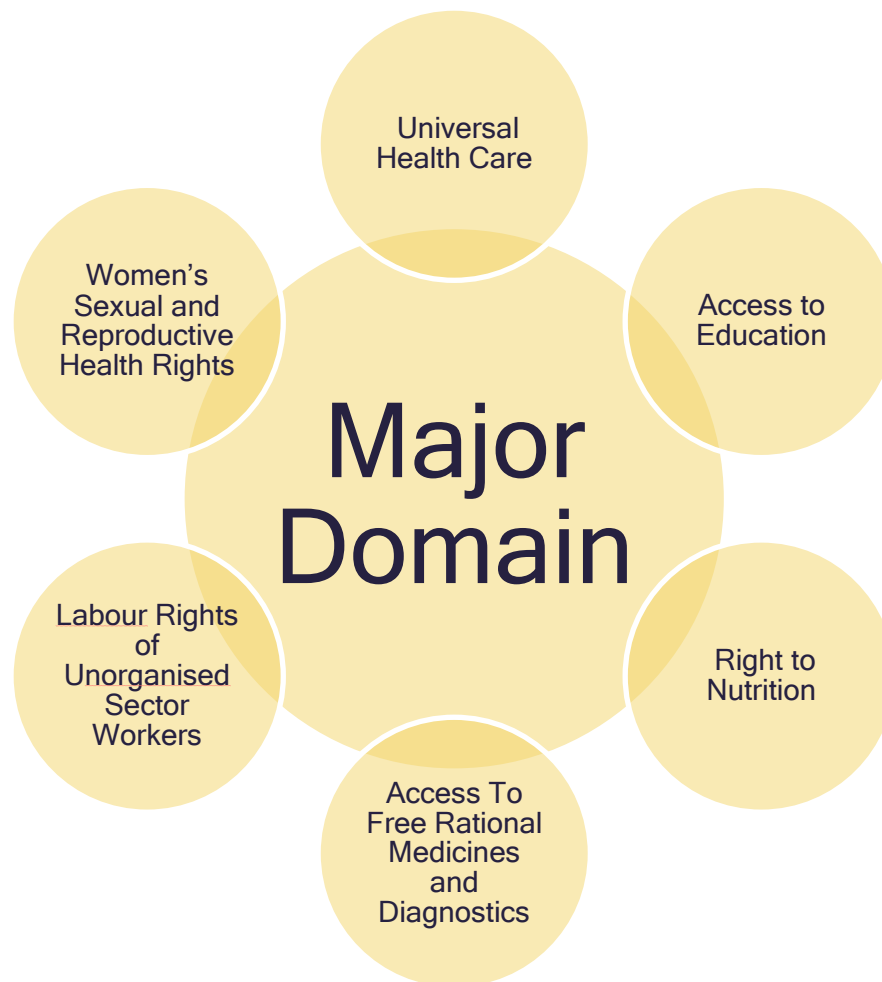 Universal
Health Care
Access to
Education
Right to
Nutrition
Access To
Free Rational
Medicines
and
Diagnostics
Labour Rights
of
Unorganised
Sector
Workers
Women’s
Sexual and
Reproductive
Health Rights
Major
Domain